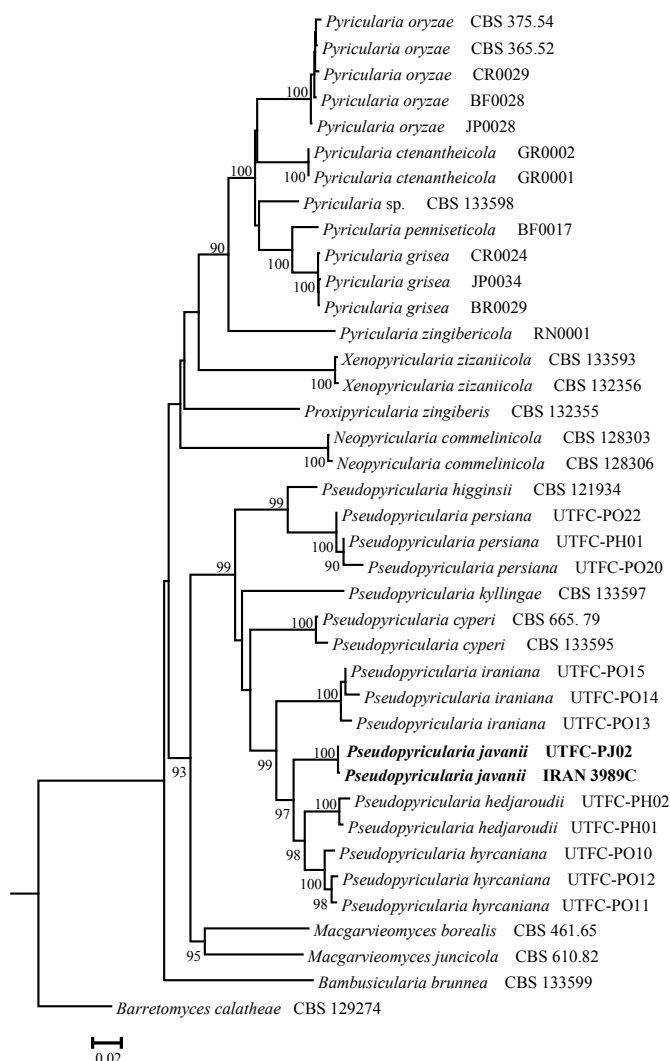 Pyricularia oryzae CBS 375.54
Pyricularia oryzae CBS 365.52
Pyricularia oryzae CR0029
100
Pyricularia oryzae BF0028
Pyricularia oryzae JP0028
Pyricularia ctenantheicola GR0002
100
100
Pyricularia ctenantheicola GR0001
Pyricularia sp. CBS 133598
Pyricularia penniseticola BF0017
90
100
Pyricularia grisea CR0024
100
Pyricularia grisea JP0034
Pyricularia grisea BR0029
Pyricularia zingibericola RN0001
Xenopyricularia zizaniicola CBS 133593
100
Xenopyricularia zizaniicola CBS 132356
Proxipyricularia zingiberis CBS 132355
Neopyricularia commelinicola CBS 128303
100
Neopyricularia commelinicola CBS 128306
Pseudopyricularia higginsii CBS 121934
99
Pseudopyricularia persiana UTFC-PO22
100
Pseudopyricularia persiana UTFC-PH01
99
90
Pseudopyricularia persiana UTFC-PO20
Pseudopyricularia kyllingae CBS 133597
Pseudopyricularia cyperi CBS 665. 79
100
Pseudopyricularia cyperi CBS 133595
Pseudopyricularia iraniana UTFC-PO15
100
Pseudopyricularia iraniana UTFC-PO14
Pseudopyricularia iraniana UTFC-PO13
99
100
Pseudopyricularia javanii UTFC-PJ02
93
Pseudopyricularia javanii IRAN 3989C
97
100
Pseudopyricularia hedjaroudii UTFC-PH02
Pseudopyricularia hedjaroudii UTFC-PH01
98
Pseudopyricularia hyrcaniana UTFC-PO10
100
Pseudopyricularia hyrcaniana UTFC-PO12
98
Pseudopyricularia hyrcaniana UTFC-PO11
Macgarvieomyces borealis CBS 461.65
95
Macgarvieomyces juncicola CBS 610.82
Bambusicularia brunnea CBS 133599
Barretomyces calatheae CBS 129274
0.02